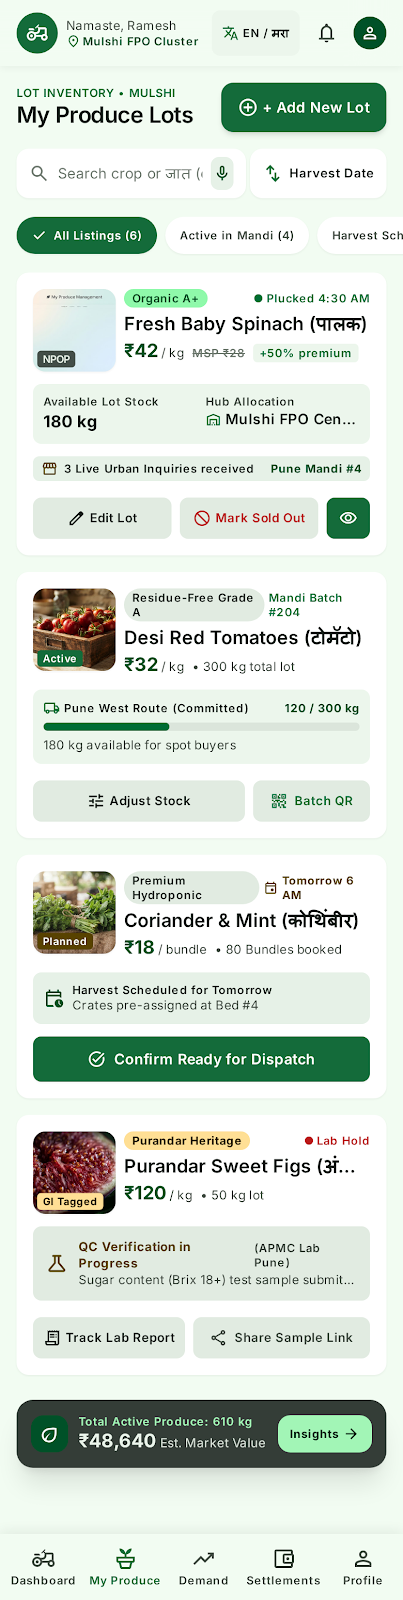 Namaste, Ramesh
Mulshi FPO Cluster
EN / मरा
LOT INVENTORY • MULSHI
My Produce Lots
+ Add New Lot
Search crop or जात (
Harvest Date
All Listings (6)
Active in Mandi (4)
Harvest Sch
My Produce Management
NPOP
Organic A+
Plucked 4:30 AM
Fresh Baby Spinach (पालक)
₹42 / kg MSP ₹28 +50% premium
Available Lot Stock
180 kg
Hub Allocation
Mulshi FPO Cen...
3 Live Urban Inquiries received
Pune Mandi #4
Edit Lot
Mark Sold Out
Active
Residue-Free Grade
A
Mandi Batch
#204
Desi Red Tomatoes (टोमॅटो)
₹32 / kg • 300 kg total lot
Pune West Route (Committed)
120 / 300 kg
180 kg available for spot buyers
Adjust Stock
Batch QR
Planned
Premium
Hydroponic
Tomorrow 6
AM
Coriander & Mint (कोथिंबीर)
₹18 / bundle • 80 Bundles booked
Harvest Scheduled for Tomorrow
Crates pre-assigned at Bed #4
Confirm Ready for Dispatch
GI Tagged
Purandar Heritage
Lab Hold
Purandar Sweet Figs (अं...
₹120 / kg • 50 kg lot
QC Verification in
Progress
(APMC Lab
Pune)
Sugar content (Brix 18+) test sample submit...
Track Lab Report
Share Sample Link
Total Active Produce: 610 kg
₹48,640 Est. Market Value
Insights →
Dashboard
My Produce
Demand
Settlements
Profile